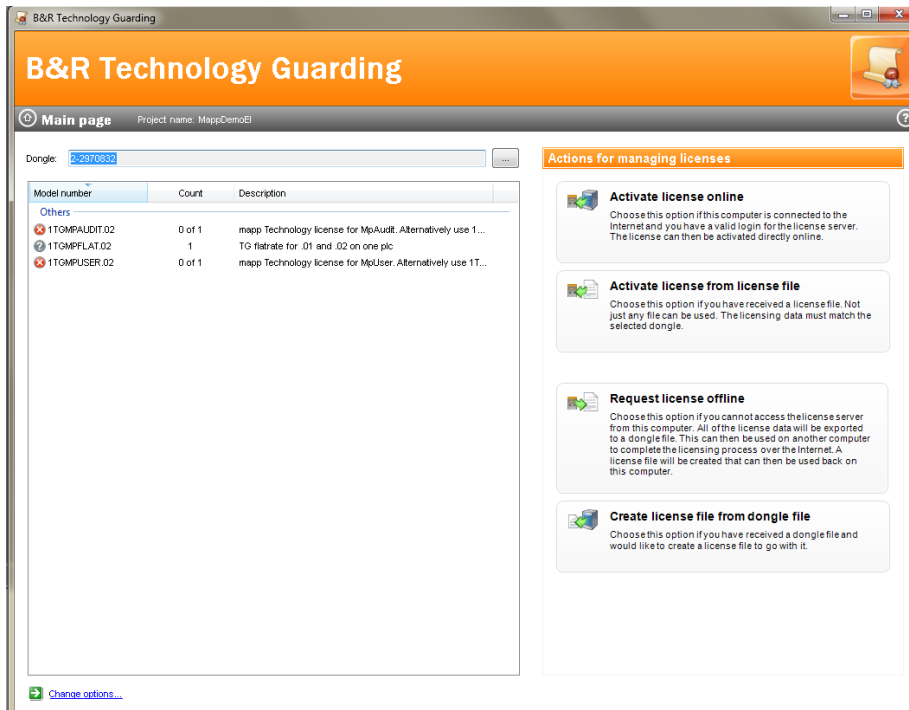 B&R Technology Guarding
B&R Technology Guarding
Main page Project name: MappDemoEl
Dongle: 2-2970832 ...
Actions for managing licenses
Model number Count Description
Others
1TGMPAUDIT.02 0 of 1 mapp Technology license for MpAudit. Alternatively use 1...
1TGMPFLAT.02 1 TG flatrate for .01 and .02 on one plc
1TGMPUSER.02 0 of 1 mapp Technology license for MpUser. Alternatively use 1T...
Activate license online
Choose this option if this computer is connected to the
Internet and you have a valid login for the license server.
The license can then be activated directly online.
Activate license from license file
Choose this option if you have received a license file. Not
just any file can be used. The licensing data must match the
selected dongle.
Request license offline
Choose this option if you cannot access the license server
from this computer. All of the license data will be exported
to a dongle file. This can then be used on another computer
to complete the licensing process over the Internet. A
license file will be created that can then be used back on
this computer.
Create license file from dongle file
Choose this option if you have received a dongle file and
would like to create a license file to go with it.
Change options...